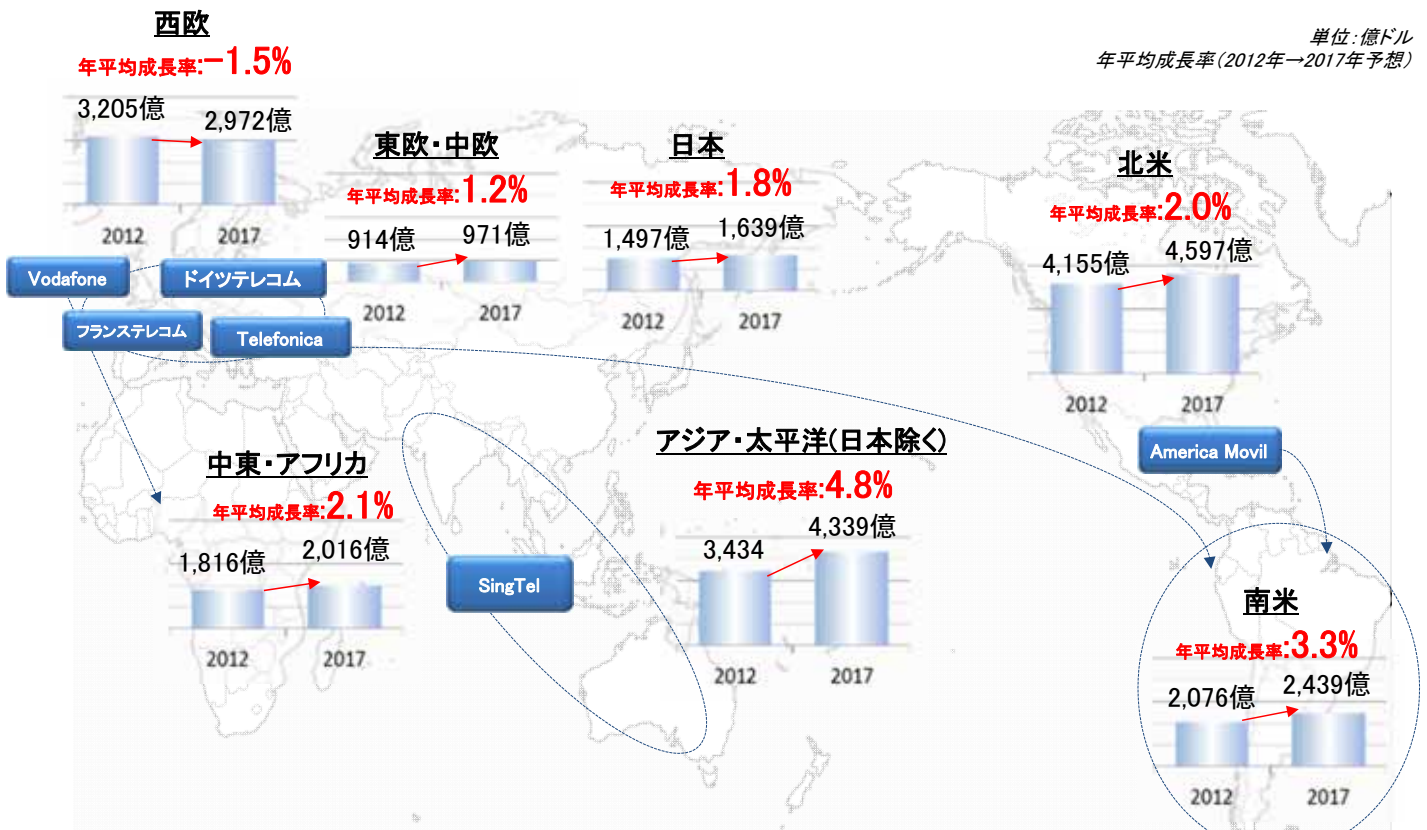 西欧
年平均成長率:−1.5%
3,205億
2,972億
2012
2017
単位:億ドル
年平均成長率(2012年→2017年予想)
東欧・中欧
年平均成長率:1.2%
914億
971億
2012
2017
日本
年平均成長率:1.8%
1,497億
1,639億
2012
2017
北米
年平均成長率:2.0%
4,155億
4,597億
2012
2017
Vodafone
ドイツテレコム
フランステレコム
Telefonica
中東・アフリカ
年平均成長率:2.1%
1,816億
2,016億
2012
2017
SingTel
アジア・太平洋(日本除く)
年平均成長率:4.8%
3,434
4,339億
2012
2017
America Movil
南米
年平均成長率:3.3%
2,076億
2,439億
2012
2017